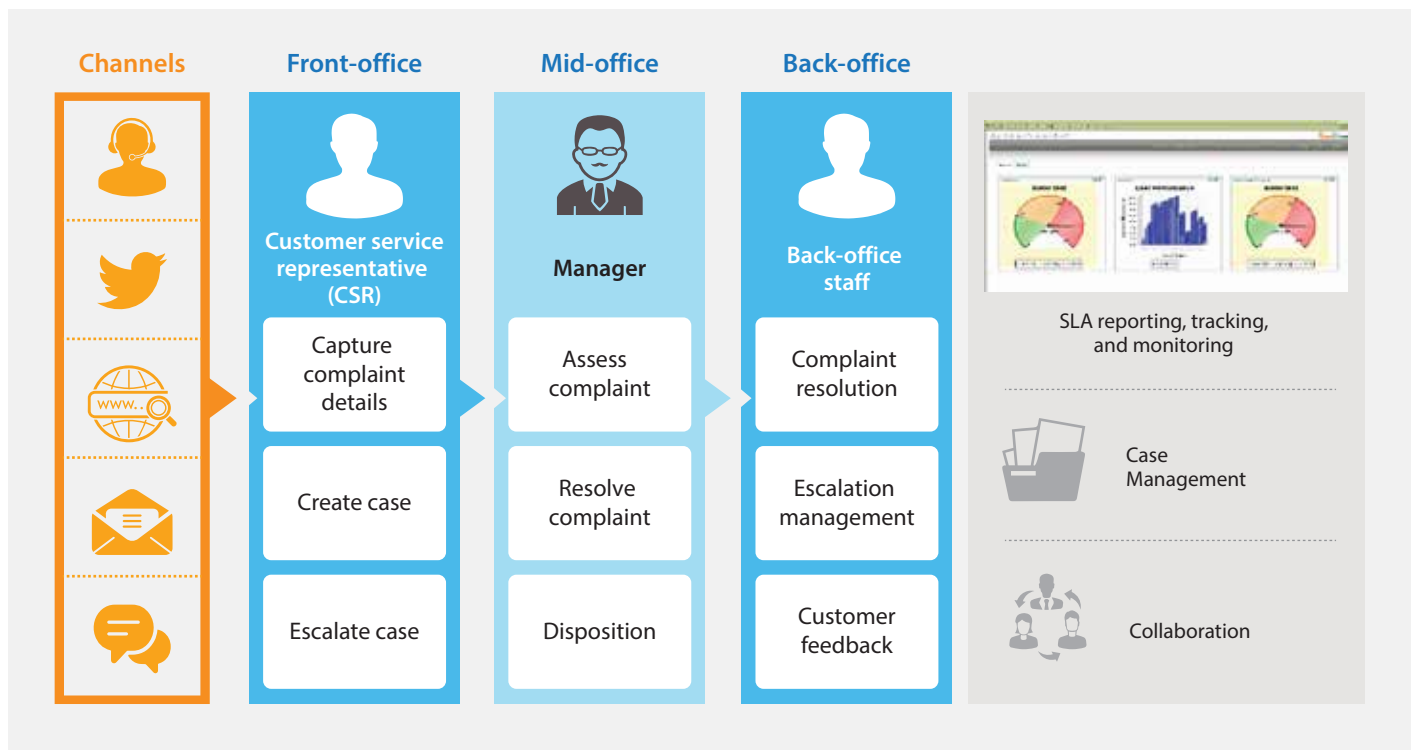 Channels
Front-office
Mid-office
Back-office
Customer service
representative
(CSR)
Manager
Back-office
staff
Capture
complaint
details
Create case
Escalate case
Assess
complaint
Resolve
complaint
Disposition
Complaint
resolution
Escalation
management
Customer
feedback
www..
SLA reporting, tracking,
and monitoring
Case
Management
Collaboration